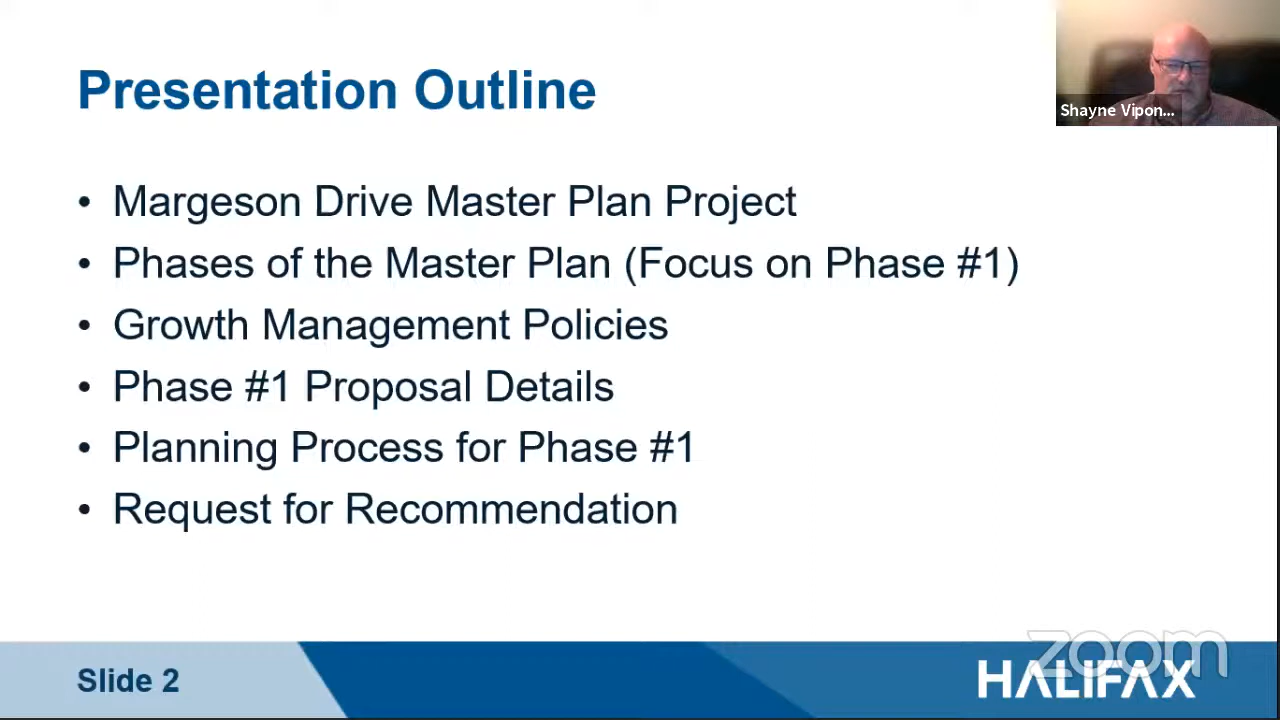 Presentation Outline
Shayne Vipon...
• Margeson Drive Master Plan Project
• Phases of the Master Plan (Focus on Phase #1)
• Growth Management Policies
• Phase #1 Proposal Details
• Planning Process for Phase #1
• Request for Recommendation
Slide 2
zoom
HALIFAX